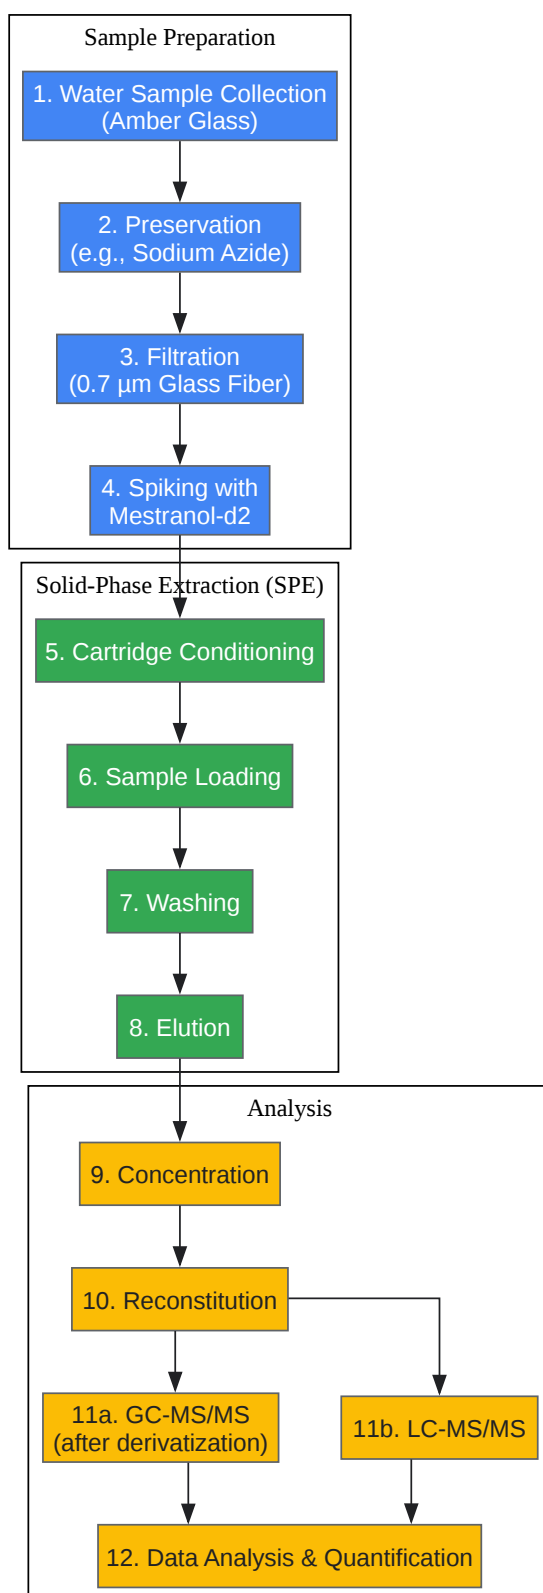 Sample Preparation
1. Water Sample Collection
(Amber Glass)
2. Preservation
(e.g., Sodium Azide)
3. Filtration
(0.7 µm Glass Fiber)
4. Spiking with
Mestranol-d2
Solid-Phase Extraction (SPE)
5. Cartridge Conditioning
6. Sample Loading
7. Washing
8. Elution
Analysis
9. Concentration
10. Reconstitution
11a. GC-MS/MS
(after derivatization)
11b. LC-MS/MS
12. Data Analysis & Quantification